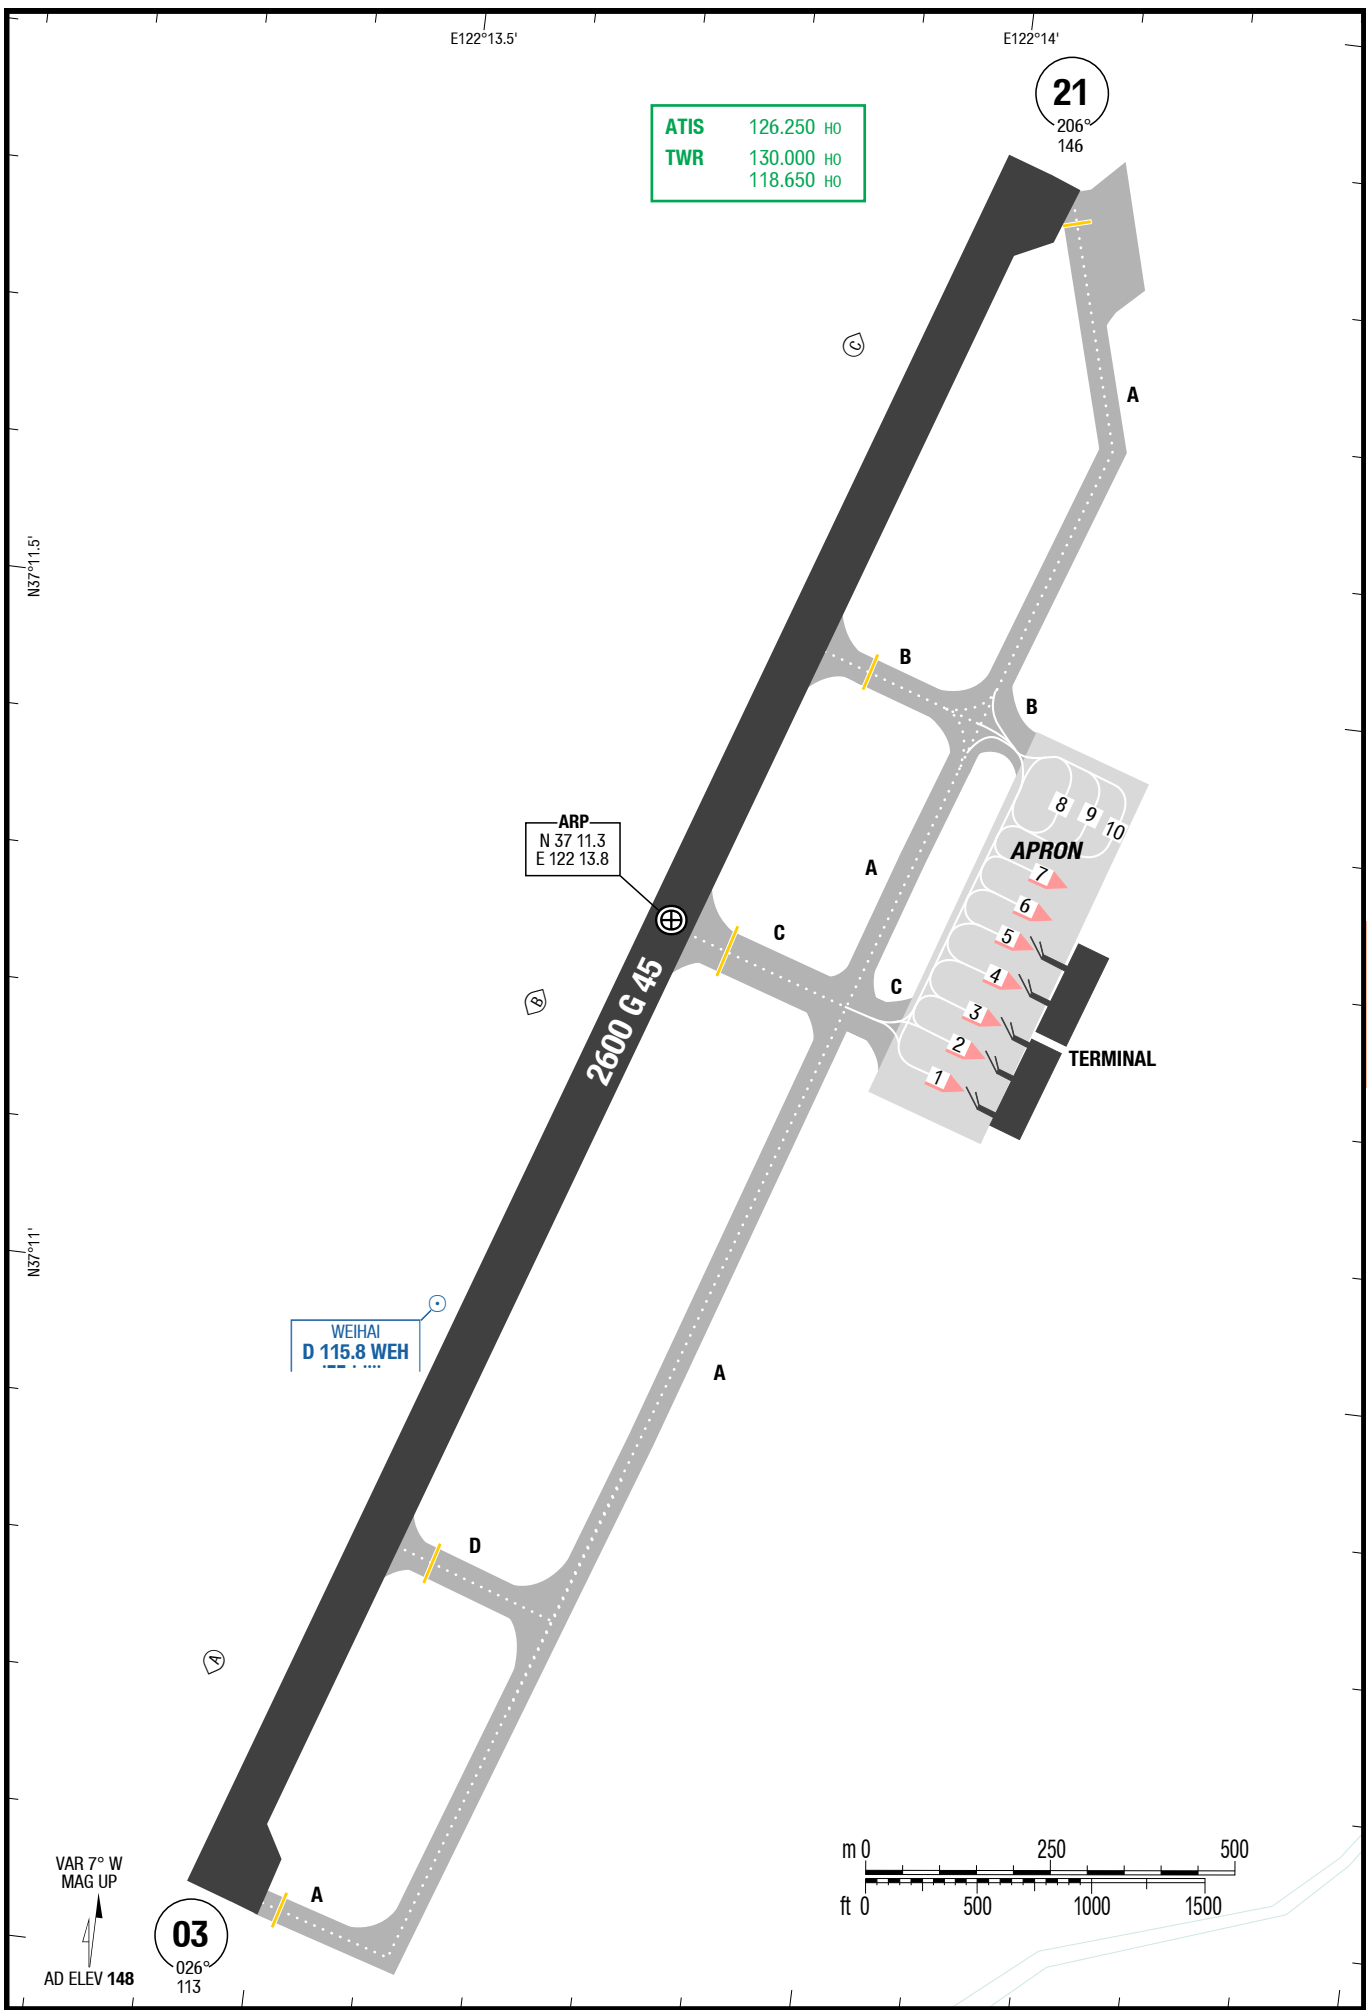 E122°13.5'
E122°14'
21
206°
146
ATIS 126.250 HO
TWR 130.000 HO
118.650 HO
C
A
N37°11.5'
B
B
8
9
10
APRON
ARP
N 37 11.3
E 122 13.8
A
7
6
5
C
C
4
3
2
1
B
2600 G 45
TERMINAL
N37°11'
WEIHAI
D 115.8 WEH
A
D
A
m 0 250 500
ft 0 500 1000 1500
VAR 7° W
MAG UP
A
03
026°
113
AD ELEV 148